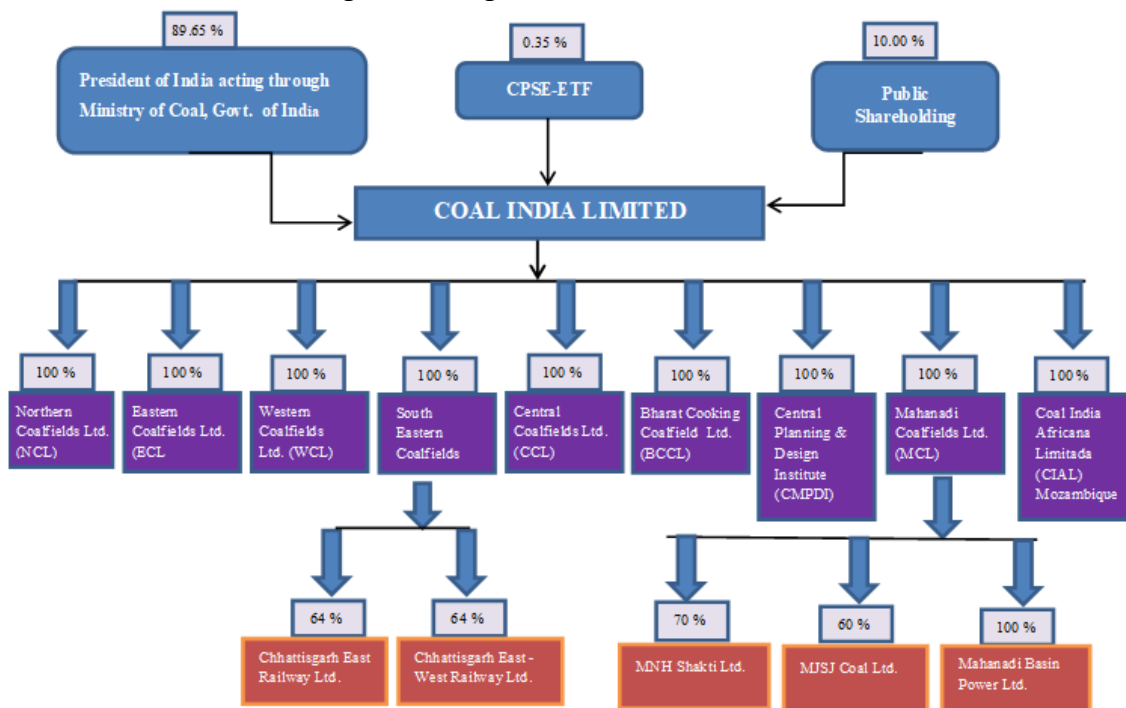 89.65 %
0.35 %
10.00 %
President of India acting through
Ministry of Coal, Govt. of India
CPSE-ETF
Public
Shareholding
COAL INDIA LIMITED
100 %
100 %
100 %
100 %
100 %
100 %
100 %
100 %
100 %
Northern
Coalfields Ltd.
(NCL)
Eastern
Coalfields Ltd.
(ECL
Western
Coalfields
Ltd. (WCL)
South
Eastern
Coalfields
Central
Coalfields Ltd.
(CCL)
Bharat Cooking
Coalfield Ltd.
(BCCL)
Central
Planning &
Design
Institute
(CMPDI)
Mahanadi
Coalfields Ltd.
(MCL)
Coal India
Africana
Limitada
(CIAL)
Mozambique
64 %
64 %
70 %
60 %
100 %
Chhattisgarh East
Railway Ltd.
Chhattisgarh East -
West Railway Ltd.
MNH Shakti Ltd.
MJSJ Coal Ltd.
Mahanadi Basin
Power Ltd.